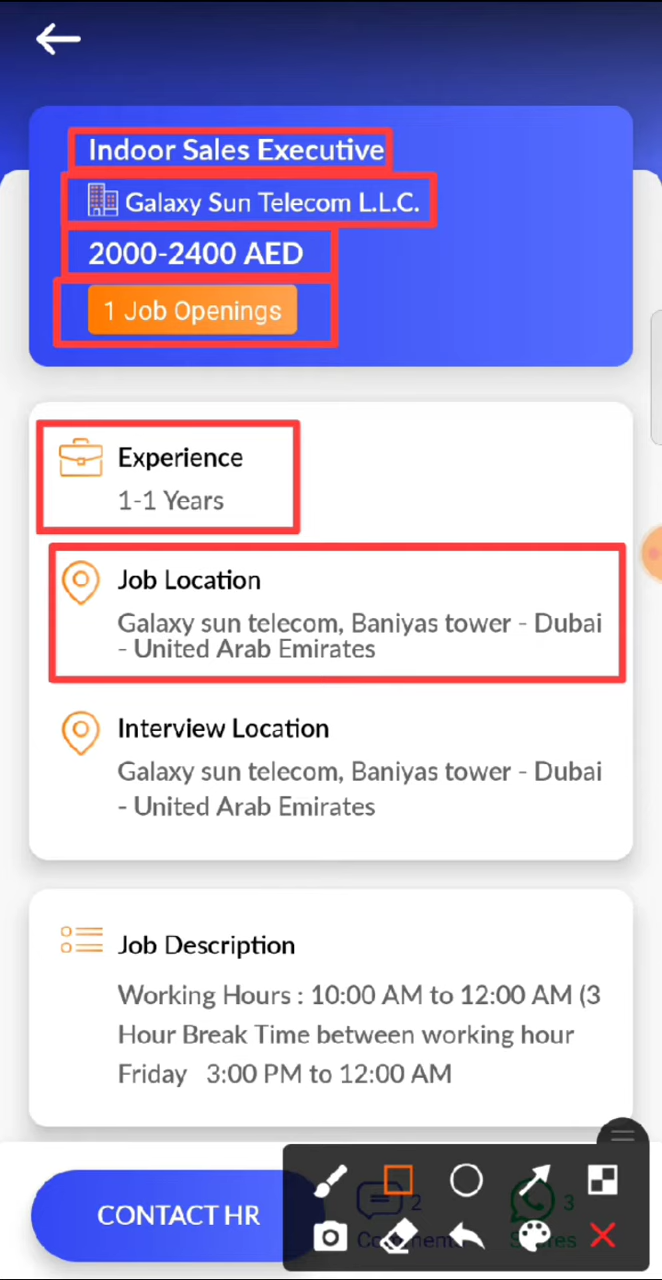 Indoor Sales Executive
Galaxy Sun Telecom L.L.C.
2000-2400 AED
1 Job Openings
Experience
1-1 Years
Job Location
Galaxy sun telecom, Baniyas tower - Dubai
- United Arab Emirates
Interview Location
Galaxy sun telecom, Baniyas tower - Dubai
- United Arab Emirates
Job Description
Working Hours : 10:00 AM to 12:00 AM (3
Hour Break Time between working hour
Friday 3:00 PM to 12:00 AM
CONTACT HR
2
3